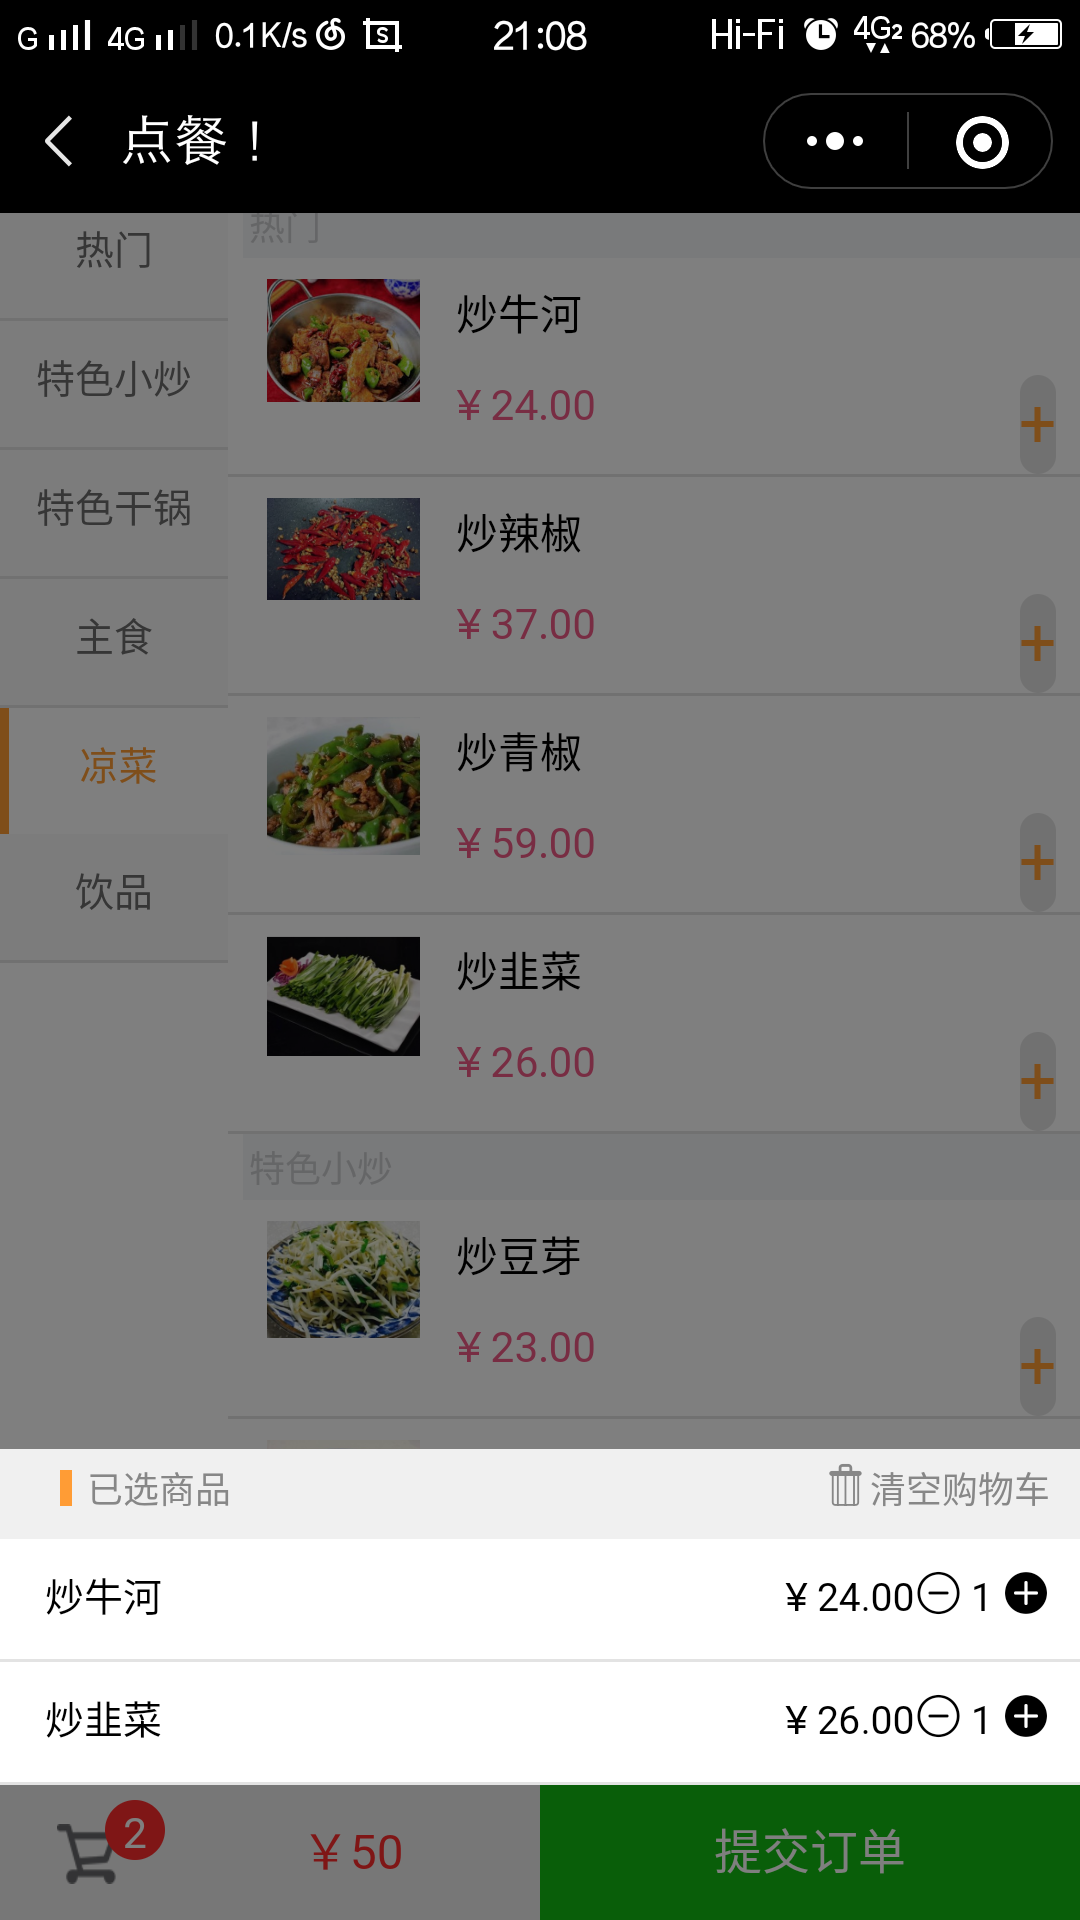 G 4G 0.1K/s 21:08 Hi-Fi 4G2 68%
点餐！
热门
特色小炒
特色干锅
主食
凉菜
饮品
热门
炒牛河
¥ 24.00
+
炒辣椒
¥ 37.00
+
炒青椒
¥ 59.00
+
炒韭菜
¥ 26.00
+
特色小炒
炒豆芽
¥ 23.00
+
已选商品 清空购物车
炒牛河 ¥ 24.00 1
炒韭菜 ¥ 26.00 1
2 ¥ 50 提交订单